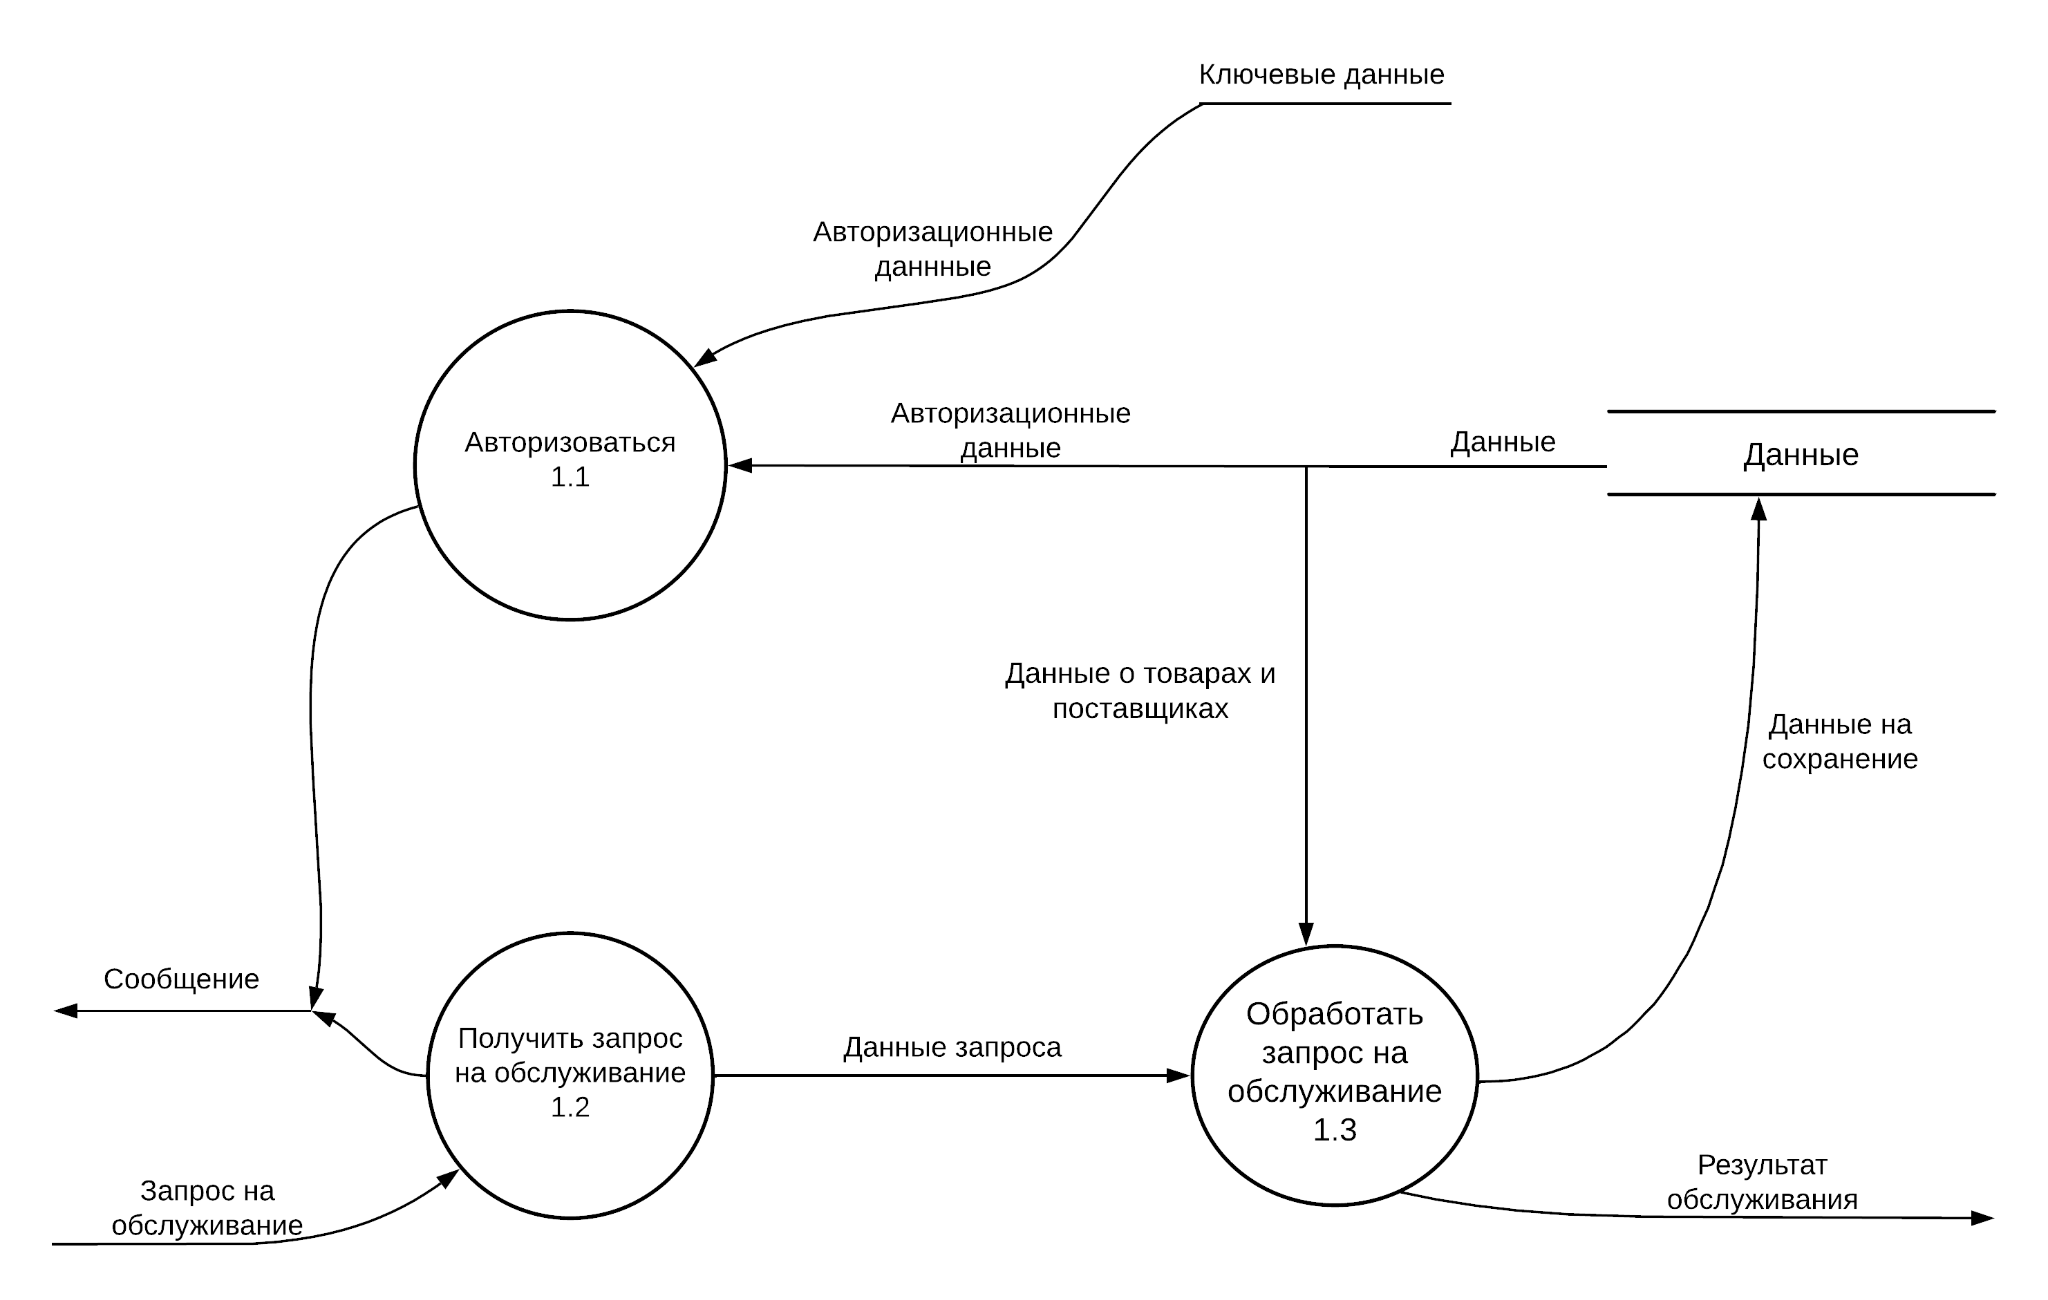 Ключевые данные
Авторизационные
даннные
Авторизоваться
1.1
Авторизационные
данные
Данные
Данные
Данные о товарах и
поставщиках
Данные на
сохранение
Сообщение
Получить запрос
на обслуживание
1.2
Данные запроса
Обработать
запрос на
обслуживание
1.3
Запрос на
обслуживание
Результат
обслуживания